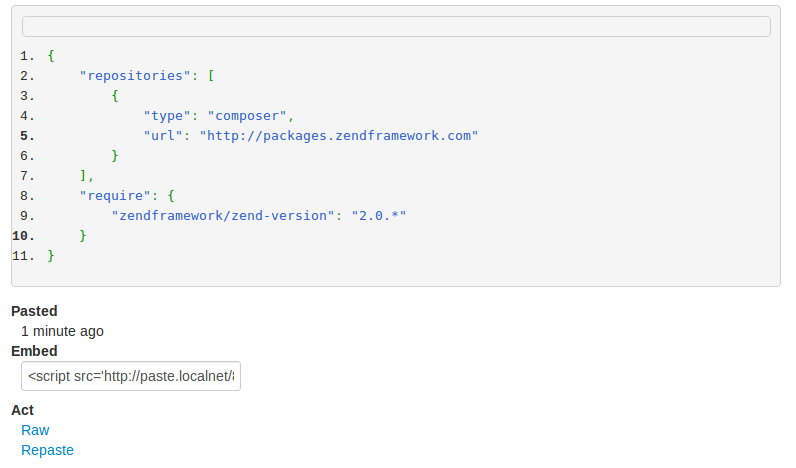 1. {
2.     "repositories": [
3.         {
4.             "type": "composer",
5.             "url": "http://packages.zendframework.com"
6.         }
7.     ],
8.     "require": {
9.         "zendframework/zend-version": "2.0.*"
10.     }
11. }
Pasted
1 minute ago
Embed
<script src='http://paste.localnet/
Act
Raw
Repaste